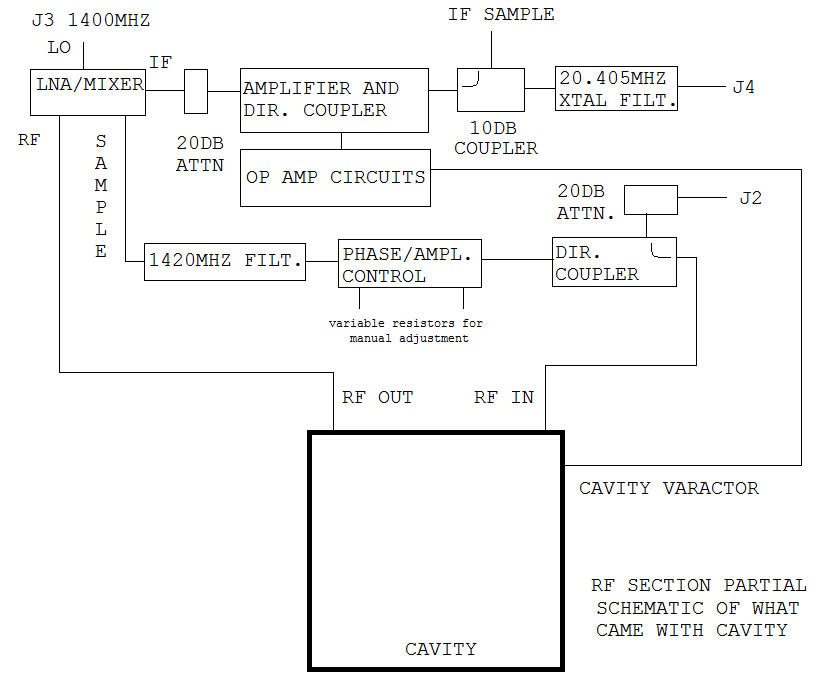 J3 1400MHZ
LO
IF SAMPLE
IF
LNA/MIXER
AMPLIFIER AND
DIR. COUPLER
20.405MHZ
XTAL FILT.
J4
10DB
COUPLER
RF
SAMPLE
20DB
ATTN
OP AMP CIRCUITS
20DB
ATTN.
J2
1420MHZ FILT.
PHASE/AMPL.
CONTROL
DIR.
COUPLER
variable resistors for
manual adjustment
RF OUT
RF IN
CAVITY VARACTOR
RF SECTION PARTIAL
SCHEMATIC OF WHAT
CAME WITH CAVITY
CAVITY